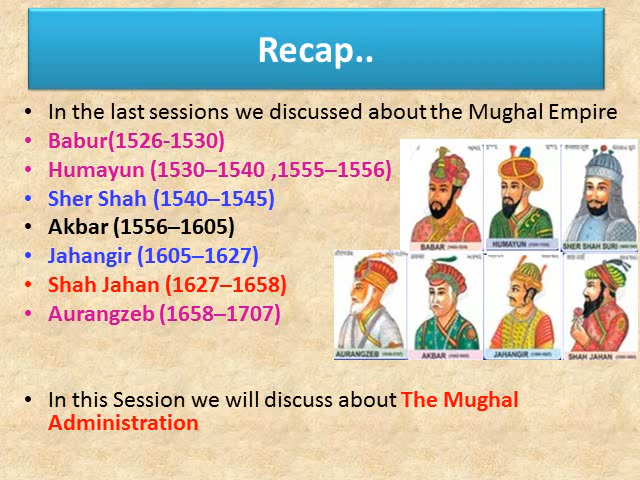 Recap..
• In the last sessions we discussed about the Mughal Empire
• Babur(1526-1530)
• Humayun (1530–1540 ,1555–1556)
• Sher Shah (1540–1545)
• Akbar (1556–1605)
• Jahangir (1605–1627)
• Shah Jahan (1627–1658)
• Aurangzeb (1658–1707)
BABAR
HUMAYUN
SHER SHAH SURI
AURANGZEB
AKBAR
JAHANGIR
SHAH JAHAN
• In this Session we will discuss about The Mughal
Administration